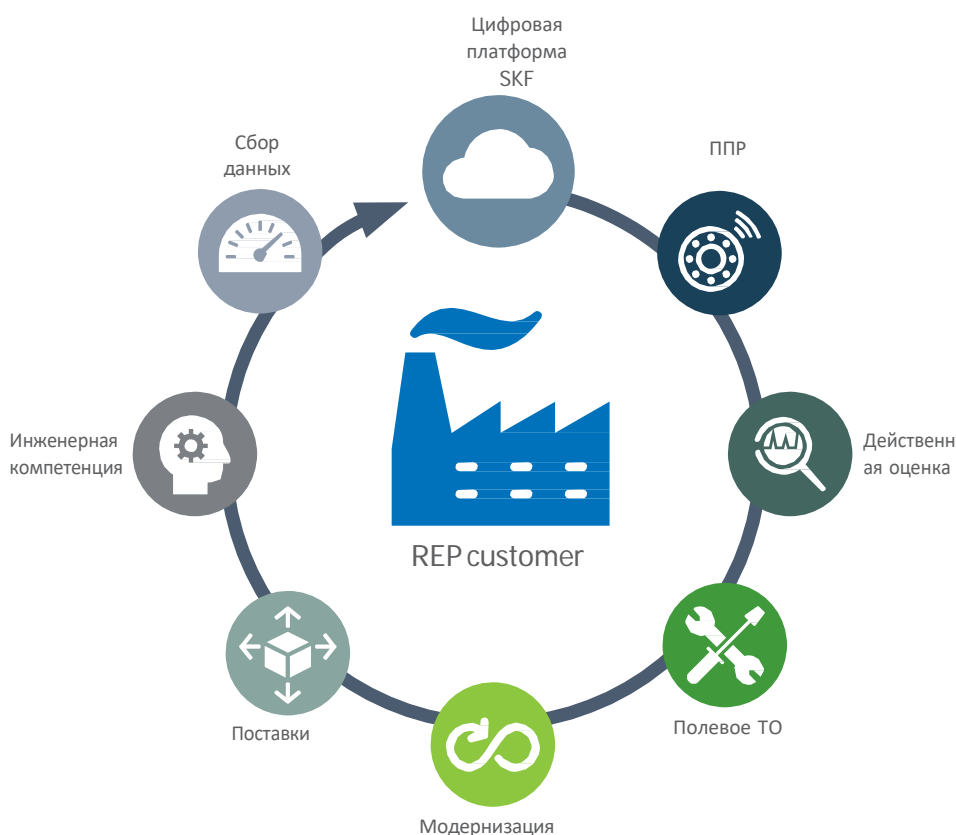 Цифровая
платформа
SKF
Сбор
данных
ППР
Инженерная
компетенция
Действенн
ая оценка
REP customer
Поставки
Полевое ТО
Модернизация